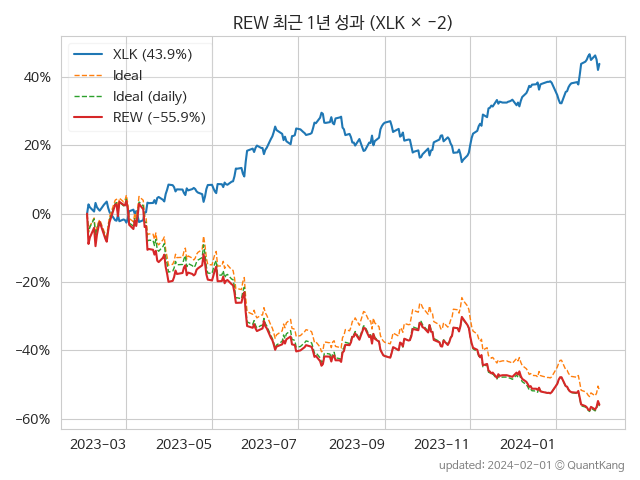 REW 최근 1년 성과 (XLK × −2)
XLK (43.9%)
Ideal
Ideal (daily)
REW (−55.9%)
40%
20%
0%
−20%
−40%
−60%
2023-03 2023-05 2023-07 2023-09 2023-11 2024-01
updated: 2024-02-01 ⓒ QuantKang